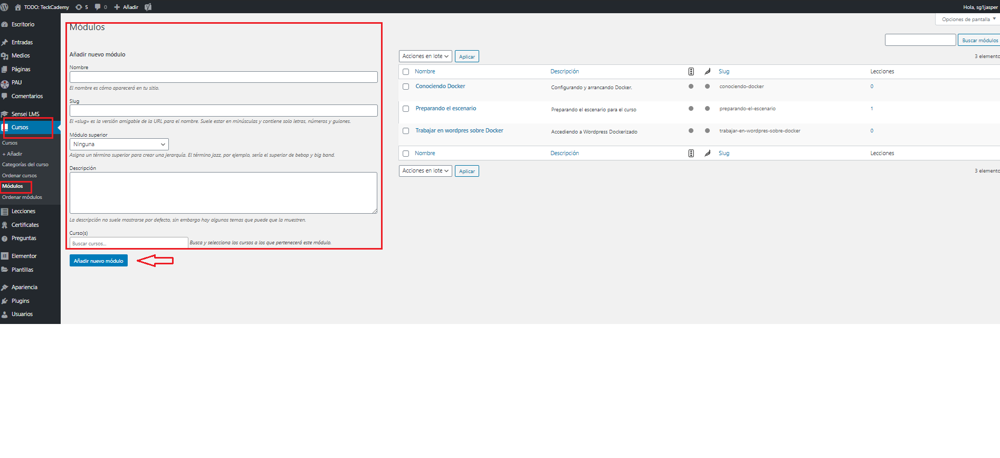 TODO: TeckCademy 5 0 Añadir
Hola, sg1jasper
Escritorio
Entradas
Medios
Páginas
PAU
Comentarios
Sensei LMS
Cursos
Cursos
+ Añadir
Categorías del curso
Ordenar cursos
Módulos
Ordenar módulos
Lecciones
Certificates
Preguntas
Elementor
Plantillas
Apariencia
Plugins
Usuarios
Opciones de pantalla
Módulos
Añadir nuevo módulo
Nombre
El nombre es cómo aparecerá en tu sitio.
Slug
El «slug» es la versión amigable de la URL para el nombre. Suele estar en minúsculas y contiene solo letras, números y guiones.
Módulo superior
Ninguna
Asigna un término superior para crear una jerarquía. El término jazz, por ejemplo, sería el superior de bebop y big band.
Descripción
La descripción no suele mostrarse por defecto, sin embargo hay algunos temas que puede que la muestren.
Curso(s)
Buscar cursos... Busca y selecciona los cursos a los que pertenecerá este módulo.
Añadir nuevo módulo
Buscar módulos
Acciones en lote Aplicar 3 elemento
Nombre Descripción Slug Lecciones
Conociendo Docker Configurando y arrancando Docker. conociendo-docker 0
Preparando el escenario Preparando el escenario para el curso preparando-el-escenario 1
Trabajar en wordpres sobre Docker Accediendo a Wordpress Dockerizado trabajar-en-wordpres-sobre-docker 0
Nombre Descripción Slug Lecciones
Acciones en lote Aplicar 3 elemento